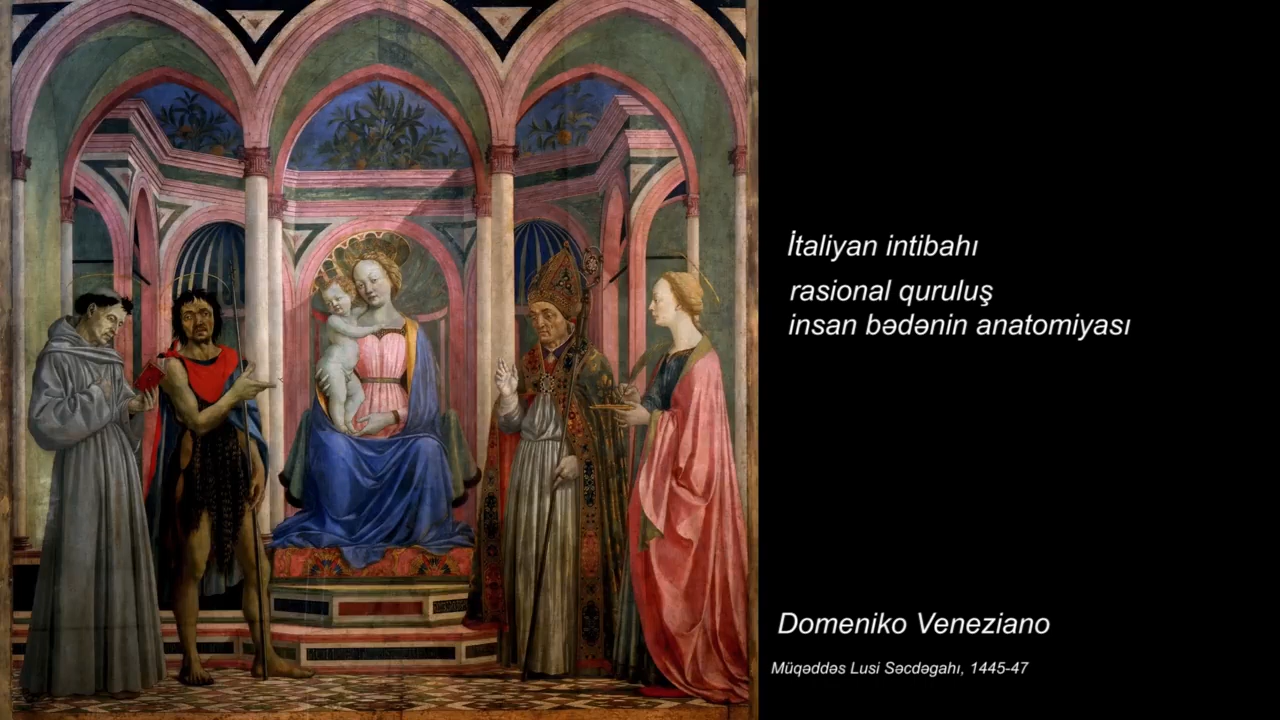 İtaliyan intibahı
rasional quruluş
insan bədənin anatomiyası
Domeniko Veneziano
Müqəddəs Lusi Səcdəgahı, 1445-47